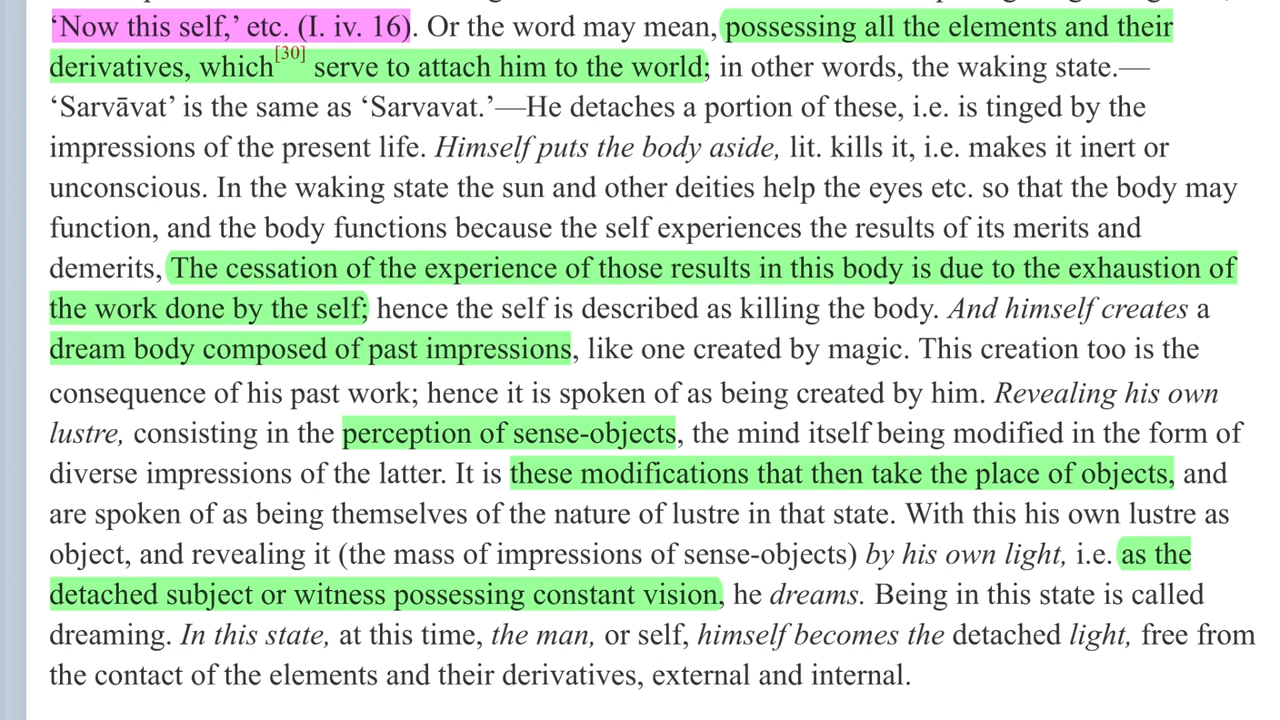 ‘Now this self,’ etc. (I. iv. 16). Or the word may mean, possessing all the elements and their
derivatives, which[30] serve to attach him to the world; in other words, the waking state.—
‘Sarvāvat’ is the same as ‘Sarvavat.’—He detaches a portion of these, i.e. is tinged by the
impressions of the present life. Himself puts the body aside, lit. kills it, i.e. makes it inert or
unconscious. In the waking state the sun and other deities help the eyes etc. so that the body may
function, and the body functions because the self experiences the results of its merits and
demerits, The cessation of the experience of those results in this body is due to the exhaustion of
the work done by the self; hence the self is described as killing the body. And himself creates a
dream body composed of past impressions, like one created by magic. This creation too is the
consequence of his past work; hence it is spoken of as being created by him. Revealing his own
lustre, consisting in the perception of sense-objects, the mind itself being modified in the form of
diverse impressions of the latter. It is these modifications that then take the place of objects, and
are spoken of as being themselves of the nature of lustre in that state. With this his own lustre as
object, and revealing it (the mass of impressions of sense-objects) by his own light, i.e. as the
detached subject or witness possessing constant vision, he dreams. Being in this state is called
dreaming. In this state, at this time, the man, or self, himself becomes the detached light, free from
the contact of the elements and their derivatives, external and internal.